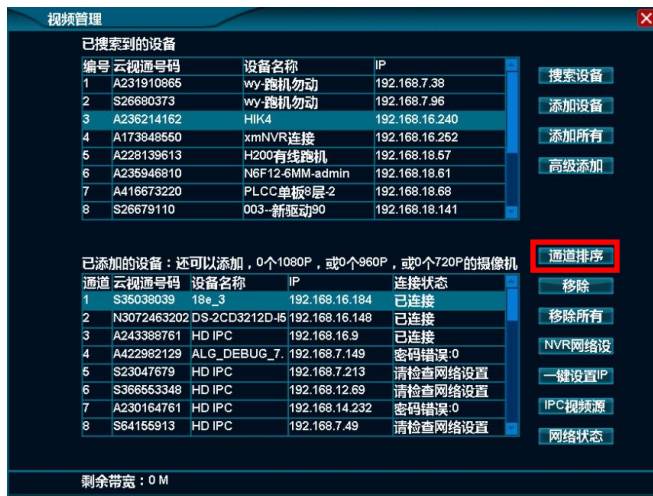 视频管理
已搜索到的设备
编号 云视通号码 设备名称 IP
1 A231910865 wy-跑机勿动 192.168.7.38
2 S26680373 wy-跑机勿动 192.168.7.96
3 A236214162 HIK4 192.168.16.240
4 A173848550 xmNVR连接 192.168.16.252
5 A228139613 H200有线跑机 192.168.18.57
6 A235946810 N6F12-6MM-admin 192.168.18.61
7 A416673220 PLCC单板8层-2 192.168.18.68
8 S26679110 003--新驱动90 192.168.18.141
搜索设备
添加设备
添加所有
高级添加
已添加的设备：还可以添加，0个1080P，或0个960P，或0个720P的摄像机
通道 云视通号码 设备名称 IP 连接状态
1 S35038039 18e_3 192.168.16.184 已连接
2 N3072463202 DS-2CD3212D-I5 192.168.16.148 已连接
3 A243388761 HD IPC 192.168.16.9 已连接
4 A422982129 ALG_DEBUG_7. 192.168.7.149 密码错误:0
5 S23047679 HD IPC 192.168.7.213 请检查网络设置
6 S366553348 HD IPC 192.168.12.69 请检查网络设置
7 A230164761 HD IPC 192.168.14.232 密码错误:0
8 S64155913 HD IPC 192.168.7.49 请检查网络设置
通道排序
移除
移除所有
NVR网络设
一键设置IP
IPC视频源
网络状态
剩余带宽：0 M